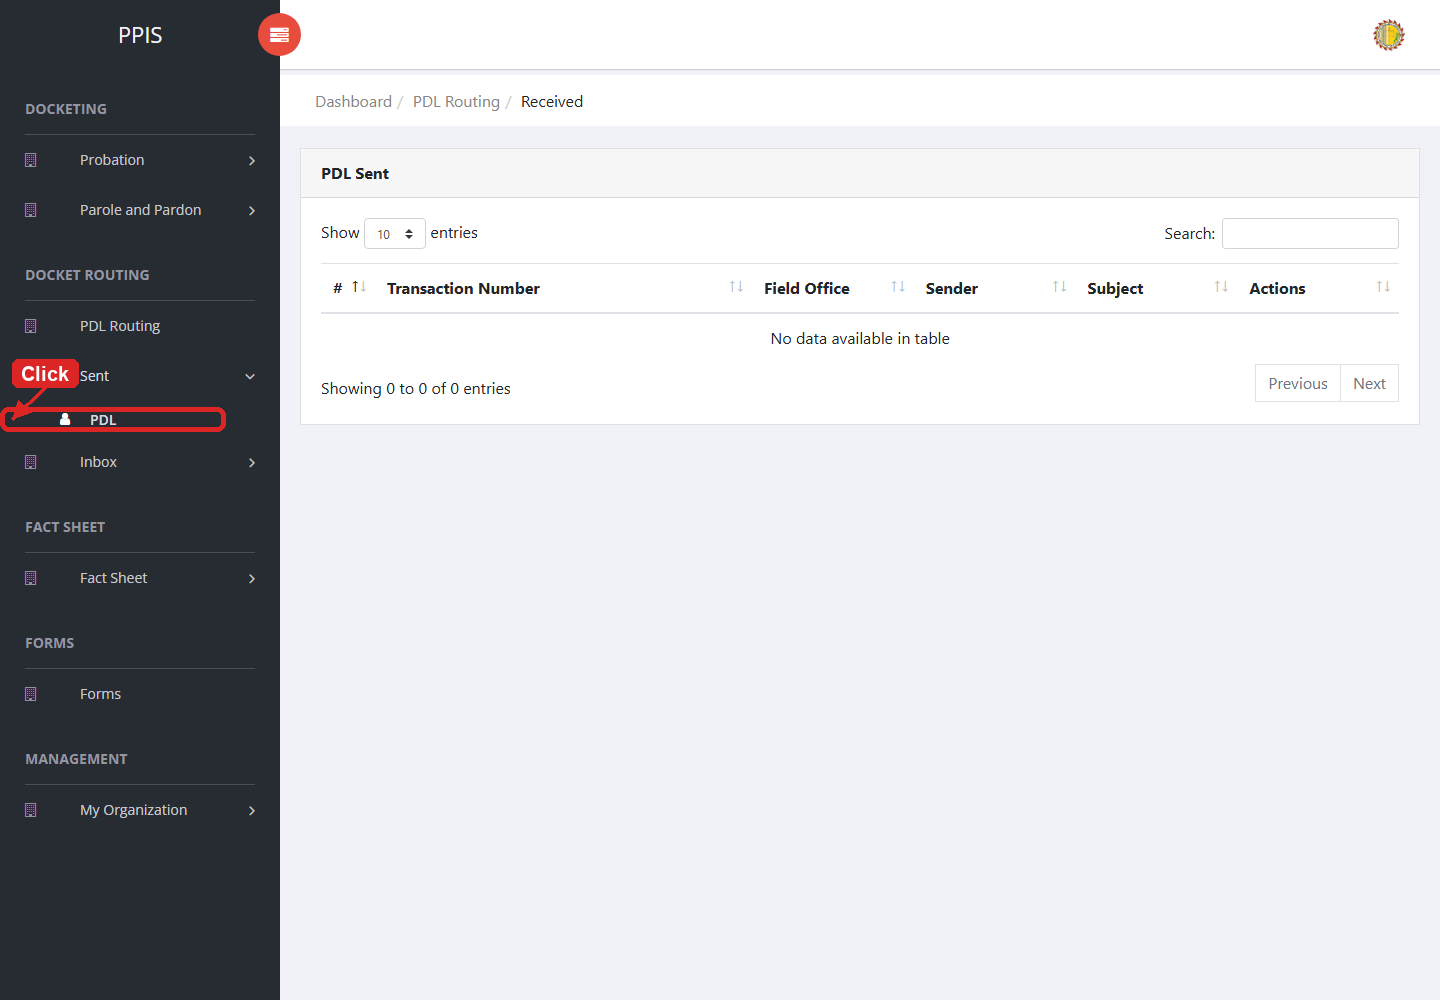 PPIS
DOCKETING
Probation
Parole and Pardon
DOCKET ROUTING
PDL Routing
Click
Sent
PDL
Inbox
FACT SHEET
Fact Sheet
FORMS
Forms
MANAGEMENT
My Organization
Dashboard / PDL Routing / Received
PDL Sent
Show 10 entries
Search:
# Transaction Number Field Office Sender Subject Actions
No data available in table
Showing 0 to 0 of 0 entries
Previous Next